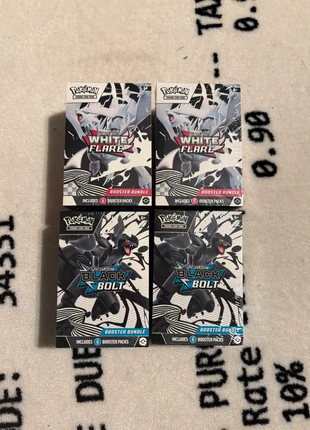 -- TAX
0.90
34551
Pokémon
WHITE
FLARE
BOOSTER BUNDLE
INCLUDES 6 BOOSTER PACKS
Pokémon
WHITE
FLARE
BOOSTER BUNDLE
INCLUDES 6 BOOSTER PACKS
Pokémon
BLACK
BOLT
BOOSTER BUNDLE
INCLUDES 6 BOOSTER PACKS
Pokémon
BLACK
BOLT
BOOSTER BUNDLE
INCLUDES 6 BOOSTER PACKS
DUE
PUR
Rate
10%